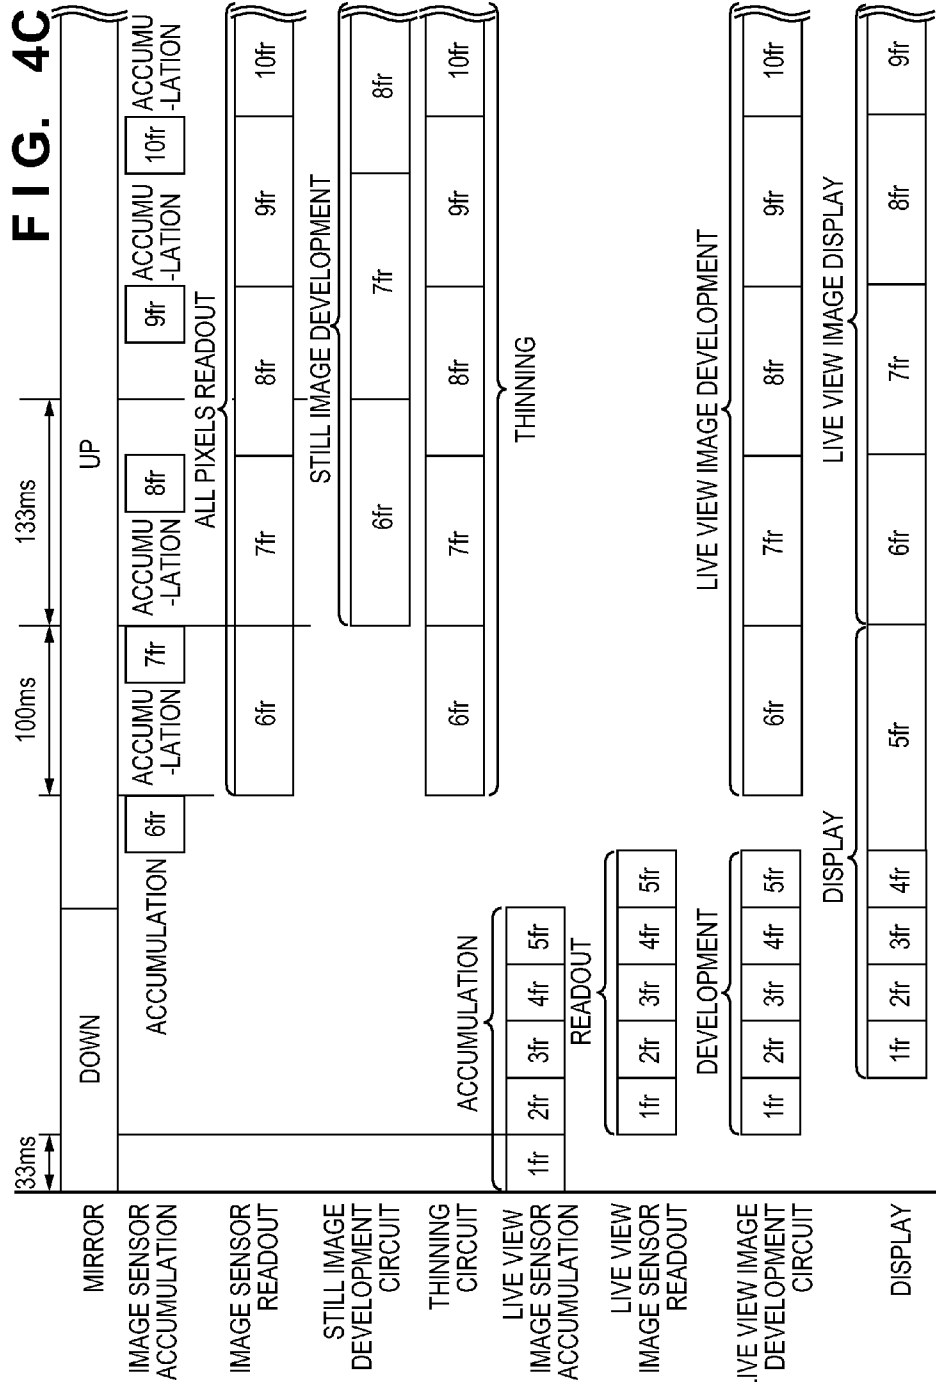 FIG. 4C
33ms
100ms
133ms
MIRROR
DOWN
UP
IMAGE SENSOR
ACCUMULATION
ACCUMULATION
6fr
ACCUMU
-LATION
7fr
ACCUMU
-LATION
8fr
9fr
ACCUMU
-LATION
10fr
ACCUMU
-LATION
ALL PIXELS READOUT
IMAGE SENSOR
READOUT
6fr
7fr
8fr
9fr
10fr
STILL IMAGE DEVELOPMENT
STILL IMAGE
DEVELOPMENT
CIRCUIT
6fr
7fr
8fr
THINNING
CIRCUIT
6fr
7fr
8fr
9fr
10fr
THINNING
ACCUMULATION
LIVE VIEW
IMAGE SENSOR
ACCUMULATION
1fr
2fr
3fr
4fr
5fr
READOUT
LIVE VIEW
IMAGE SENSOR
READOUT
1fr
2fr
3fr
4fr
5fr
DEVELOPMENT
LIVE VIEW IMAGE DEVELOPMENT
LIVE VIEW IMAGE
DEVELOPMENT
CIRCUIT
1fr
2fr
3fr
4fr
5fr
6fr
7fr
8fr
9fr
10fr
DISPLAY
LIVE VIEW IMAGE DISPLAY
DISPLAY
1fr
2fr
3fr
4fr
5fr
6fr
7fr
8fr
9fr